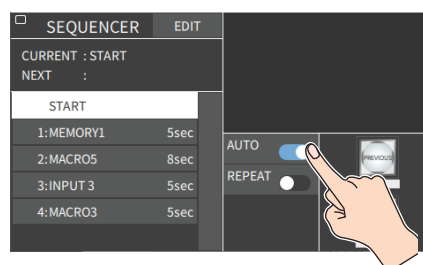 SEQUENCER EDIT
CURRENT : START
NEXT :
START
1:MEMORY1 5sec
2:MACRO5 8sec
3:INPUT 3 5sec
4:MACRO3 5sec
AUTO
REPEAT
PREVIOUS